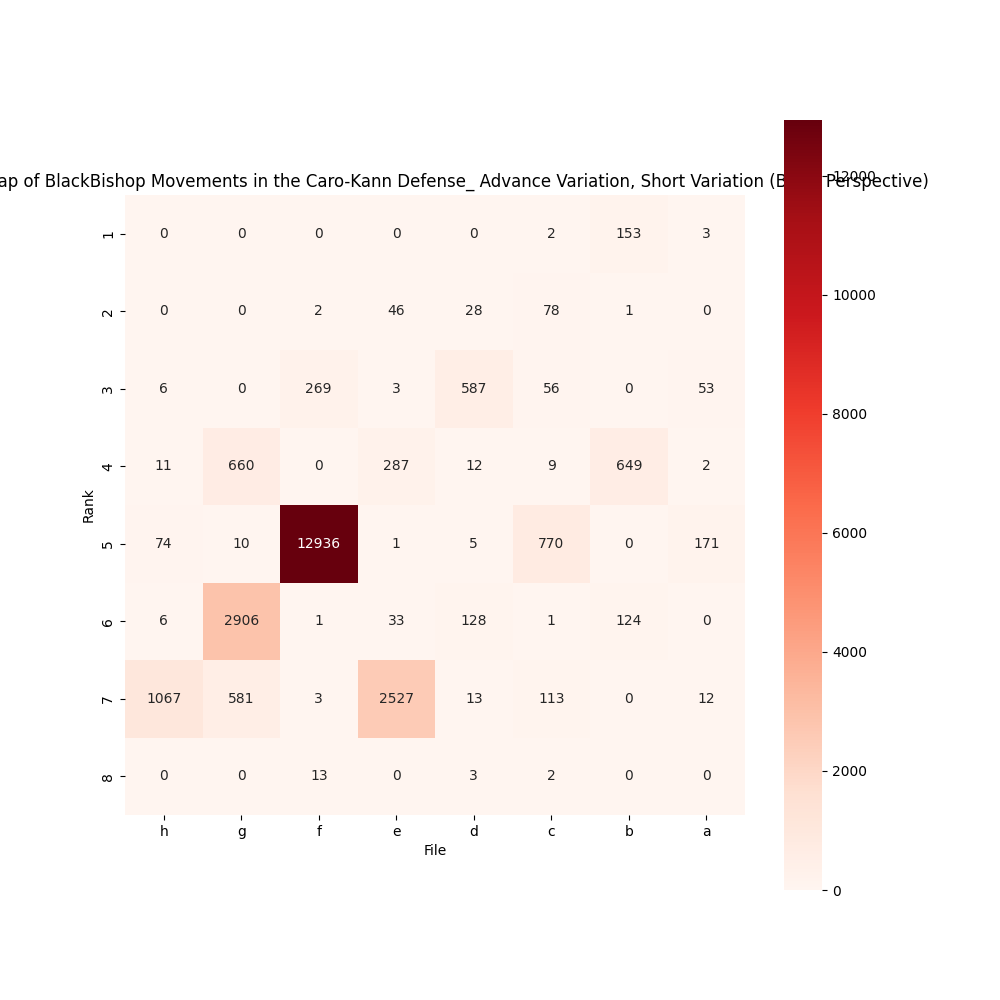 ap of BlackBishop Movements in the Caro-Kann Defense_ Advance Variation, Short Variation (B Perspective)
12000
10000
8000
6000
4000
2000
0
Rank
1 0 0 0 0 0 2 153 3
2 0 0 2 46 28 78 1 0
3 6 0 269 3 587 56 0 53
4 11 660 0 287 12 9 649 2
5 74 10 12936 1 5 770 0 171
6 6 2906 1 33 128 1 124 0
7 1067 581 3 2527 13 113 0 12
8 0 0 13 0 3 2 0 0
h g f e d c b a
File